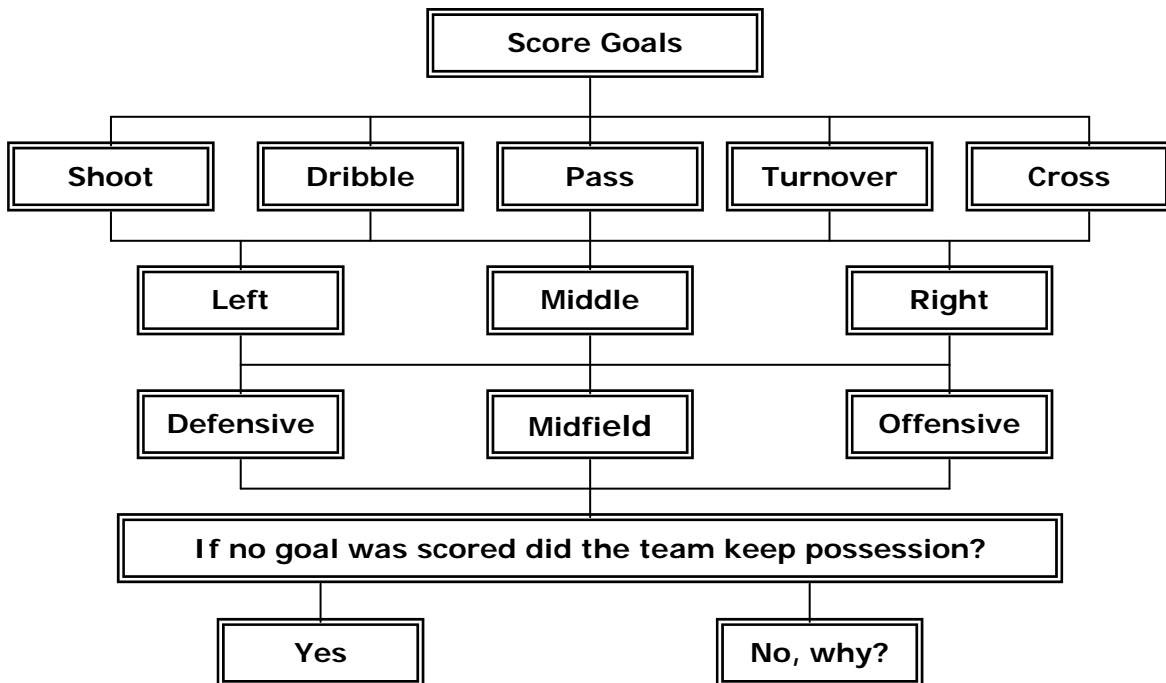 Score Goals
Shoot
Dribble
Pass
Turnover
Cross
Left
Middle
Right
Defensive
Midfield
Offensive
If no goal was scored did the team keep possession?
Yes
No, why?